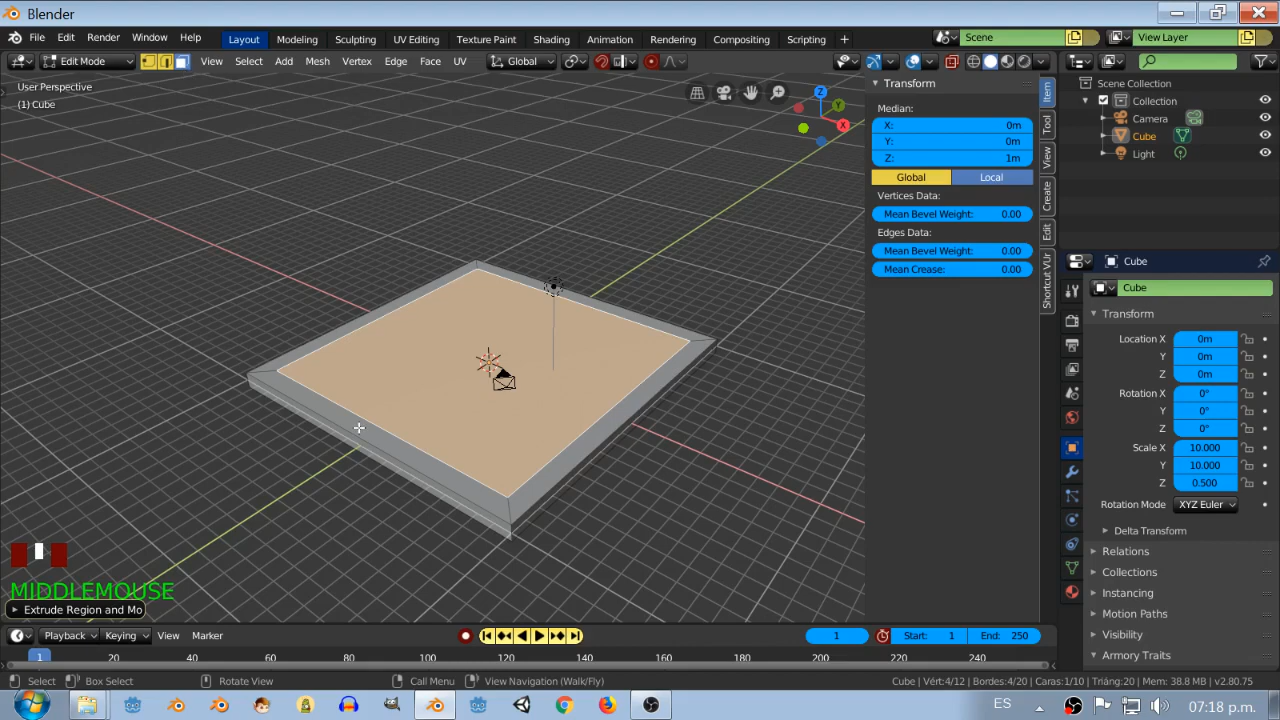 Blender
File Edit Render Window Help Layout Modeling Sculpting UV Editing Texture Paint Shading Animation Rendering Compositing Scripting + Scene View Layer
Edit Mode View Select Add Mesh Vertex Edge Face UV Global
User Perspective
(1) Cube
Z
Y
X
Transform
Median:
X: 0m
Y: 0m
Z: 1m
Global Local
Vertices Data:
Mean Bevel Weight: 0.00
Edges Data:
Mean Bevel Weight: 0.00
Mean Crease: 0.00
Item
Tool
View
Create
Edit
Shortcut VUr
Scene Collection
Collection
Camera
Cube
Light
Cube
Cube
Transform
Location X 0m
Y 0m
Z 0m
Rotation X 0°
Y 0°
Z 0°
Scale X 10.000
Y 10.000
Z 0.500
Rotation Mode XYZ Euler
Delta Transform
Relations
Collections
Instancing
Motion Paths
Visibility
Armory Traits
MIDDLEMOUSE
Extrude Region and Mo
Playback Keying View Marker 1 Start: 1 End: 250
1 20 40 60 80 100 120 140 160 180 200 220 240
Select Box Select Rotate View Call Menu View Navigation (Walk/Fly) Cube | Vért:4/12 | Bordes:4/20 | Caras:1/10 | Triáng:20 | Mem: 38.8 MB | v2.80.75
ES 07:18 p.m.